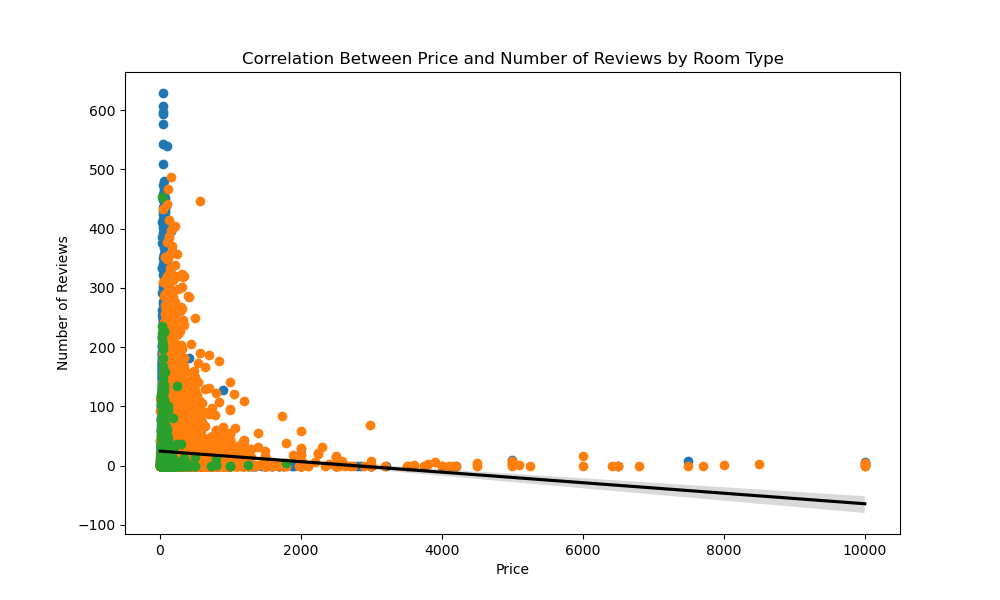 Correlation Between Price and Number of Reviews by Room Type
Number of Reviews
600
500
400
300
200
100
0
−100
0 2000 4000 6000 8000 10000
Price